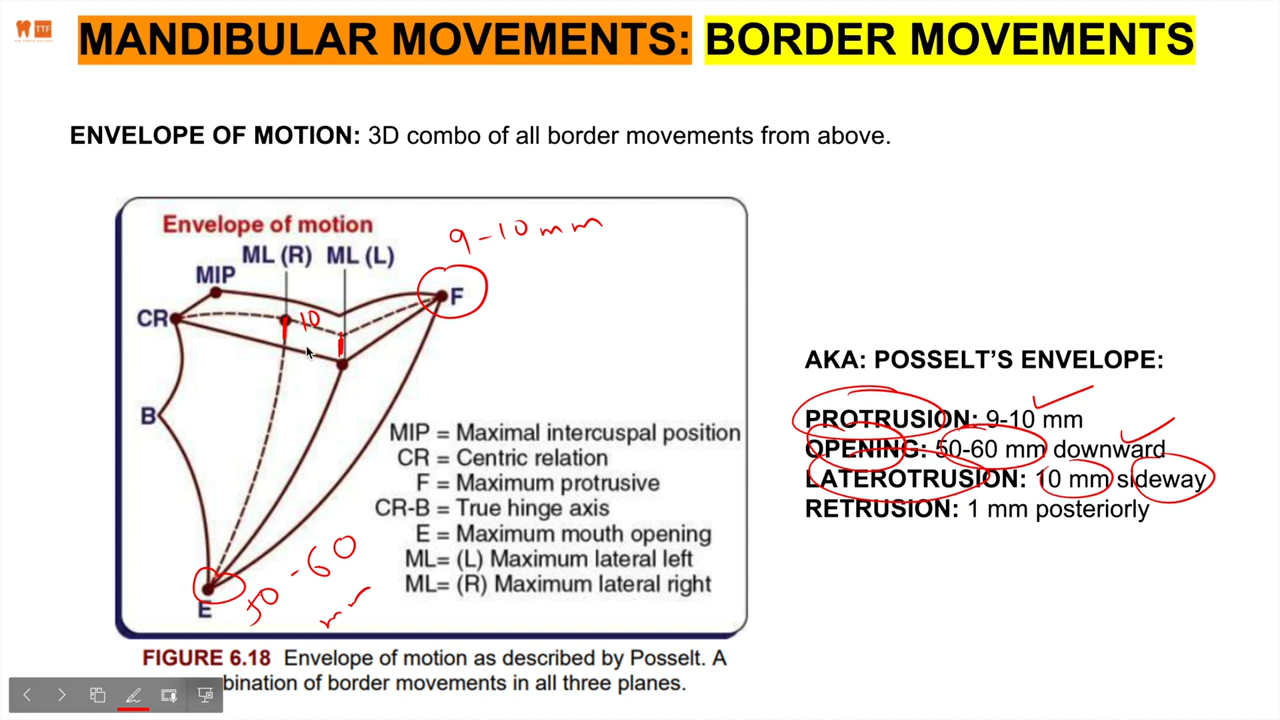 TTF
MANDIBULAR MOVEMENTS: BORDER MOVEMENTS
ENVELOPE OF MOTION: 3D combo of all border movements from above.
Envelope of motion
9-10mm
ML (R) ML (L)
MIP
F
CR
10
B
E
50-60
mm
MIP = Maximal intercuspal position
CR = Centric relation
F = Maximum protrusive
CR-B = True hinge axis
E = Maximum mouth opening
ML= (L) Maximum lateral left
ML= (R) Maximum lateral right
FIGURE 6.18 Envelope of motion as described by Posselt. A
bination of border movements in all three planes.
AKA: POSSELT'S ENVELOPE:
PROTRUSION: 9-10 mm
OPENING: 50-60 mm downward
LATEROTRUSION: 10 mm sideway
RETRUSION: 1 mm posteriorly